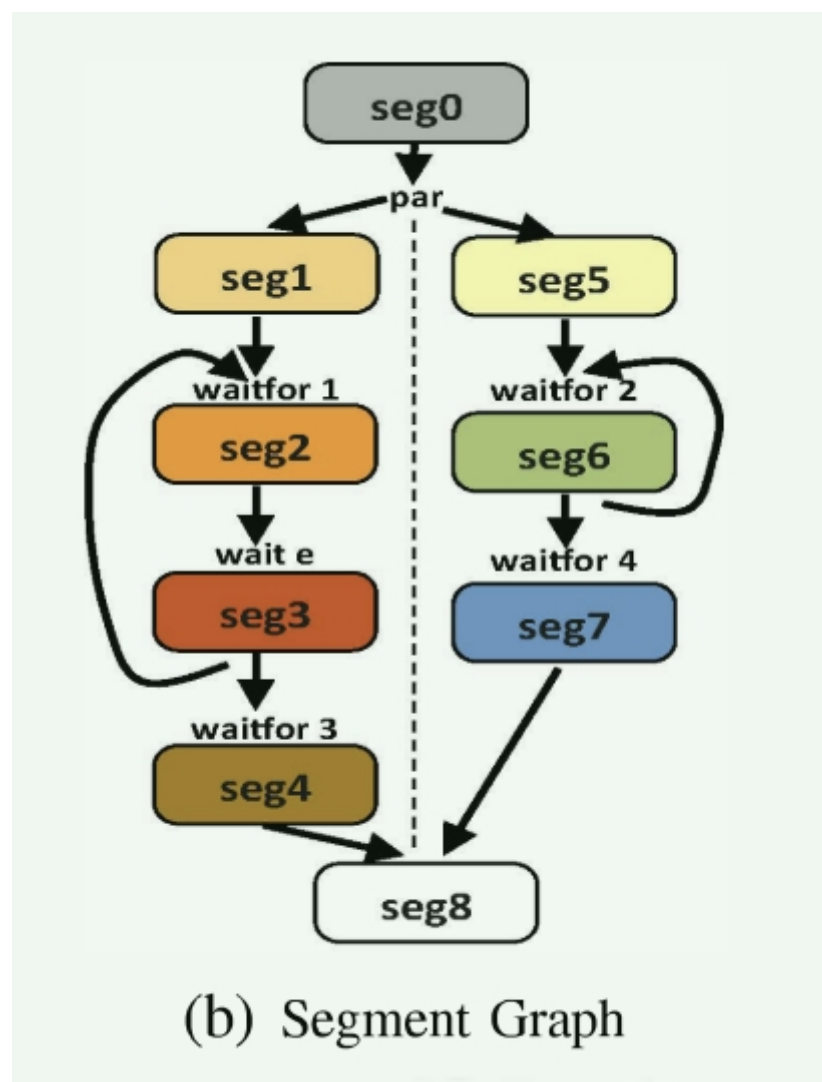 seg0
par
seg1
seg5
waitfor 1
waitfor 2
seg2
seg6
wait e
waitfor 4
seg3
seg7
waitfor 3
seg4
seg8
(b) Segment Graph